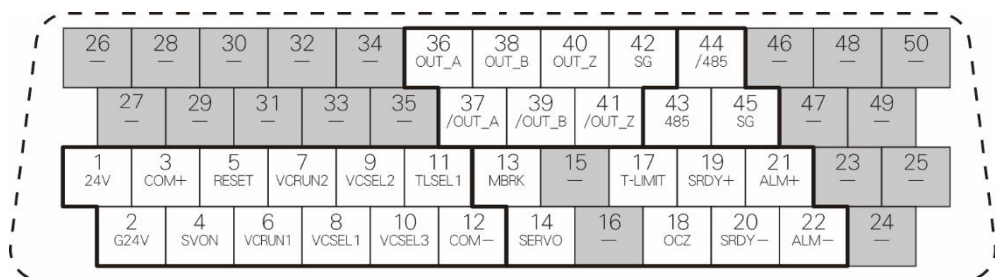 26 28 30 32 34 36 38 40 42 44 46 48 50
— — — — — OUT_A OUT_B OUT_Z SG /485 — — —
27 29 31 33 35 37 39 41 43 45 47 49
— — — — — /OUT_A /OUT_B /OUT_Z 485 SG — —
1 3 5 7 9 11 13 15 17 19 21 23 25
24V COM+ RESET VCRUN2 VCSEL2 TLSEL1 MBRK — T-LIMIT SRDY+ ALM+ — —
2 4 6 8 10 12 14 16 18 20 22 24
G24V SVON VCRUN1 VCSEL1 VCSEL3 COM− SERVO — OCZ SRDY− ALM− —